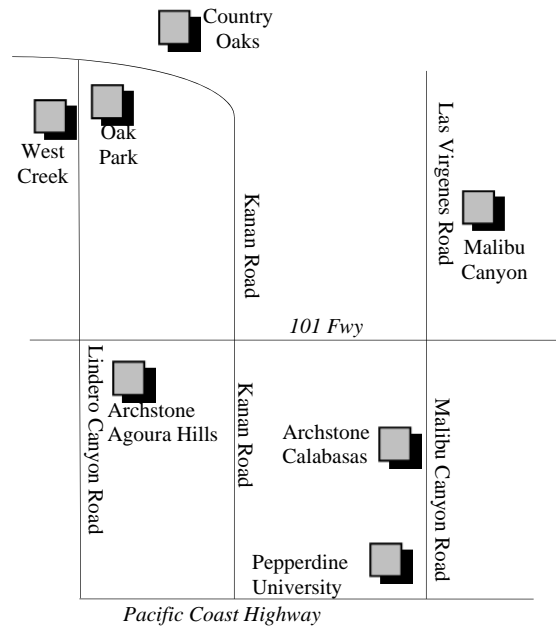 Country
Oaks
Oak
Park
West
Creek
Las Virgenes Road
Kanan Road
Malibu
Canyon
101 Fwy
Lindero Canyon Road
Archstone
Agoura Hills
Kanan Road
Archstone
Calabasas
Malibu Canyon Road
Pepperdine
University
Pacific Coast Highway